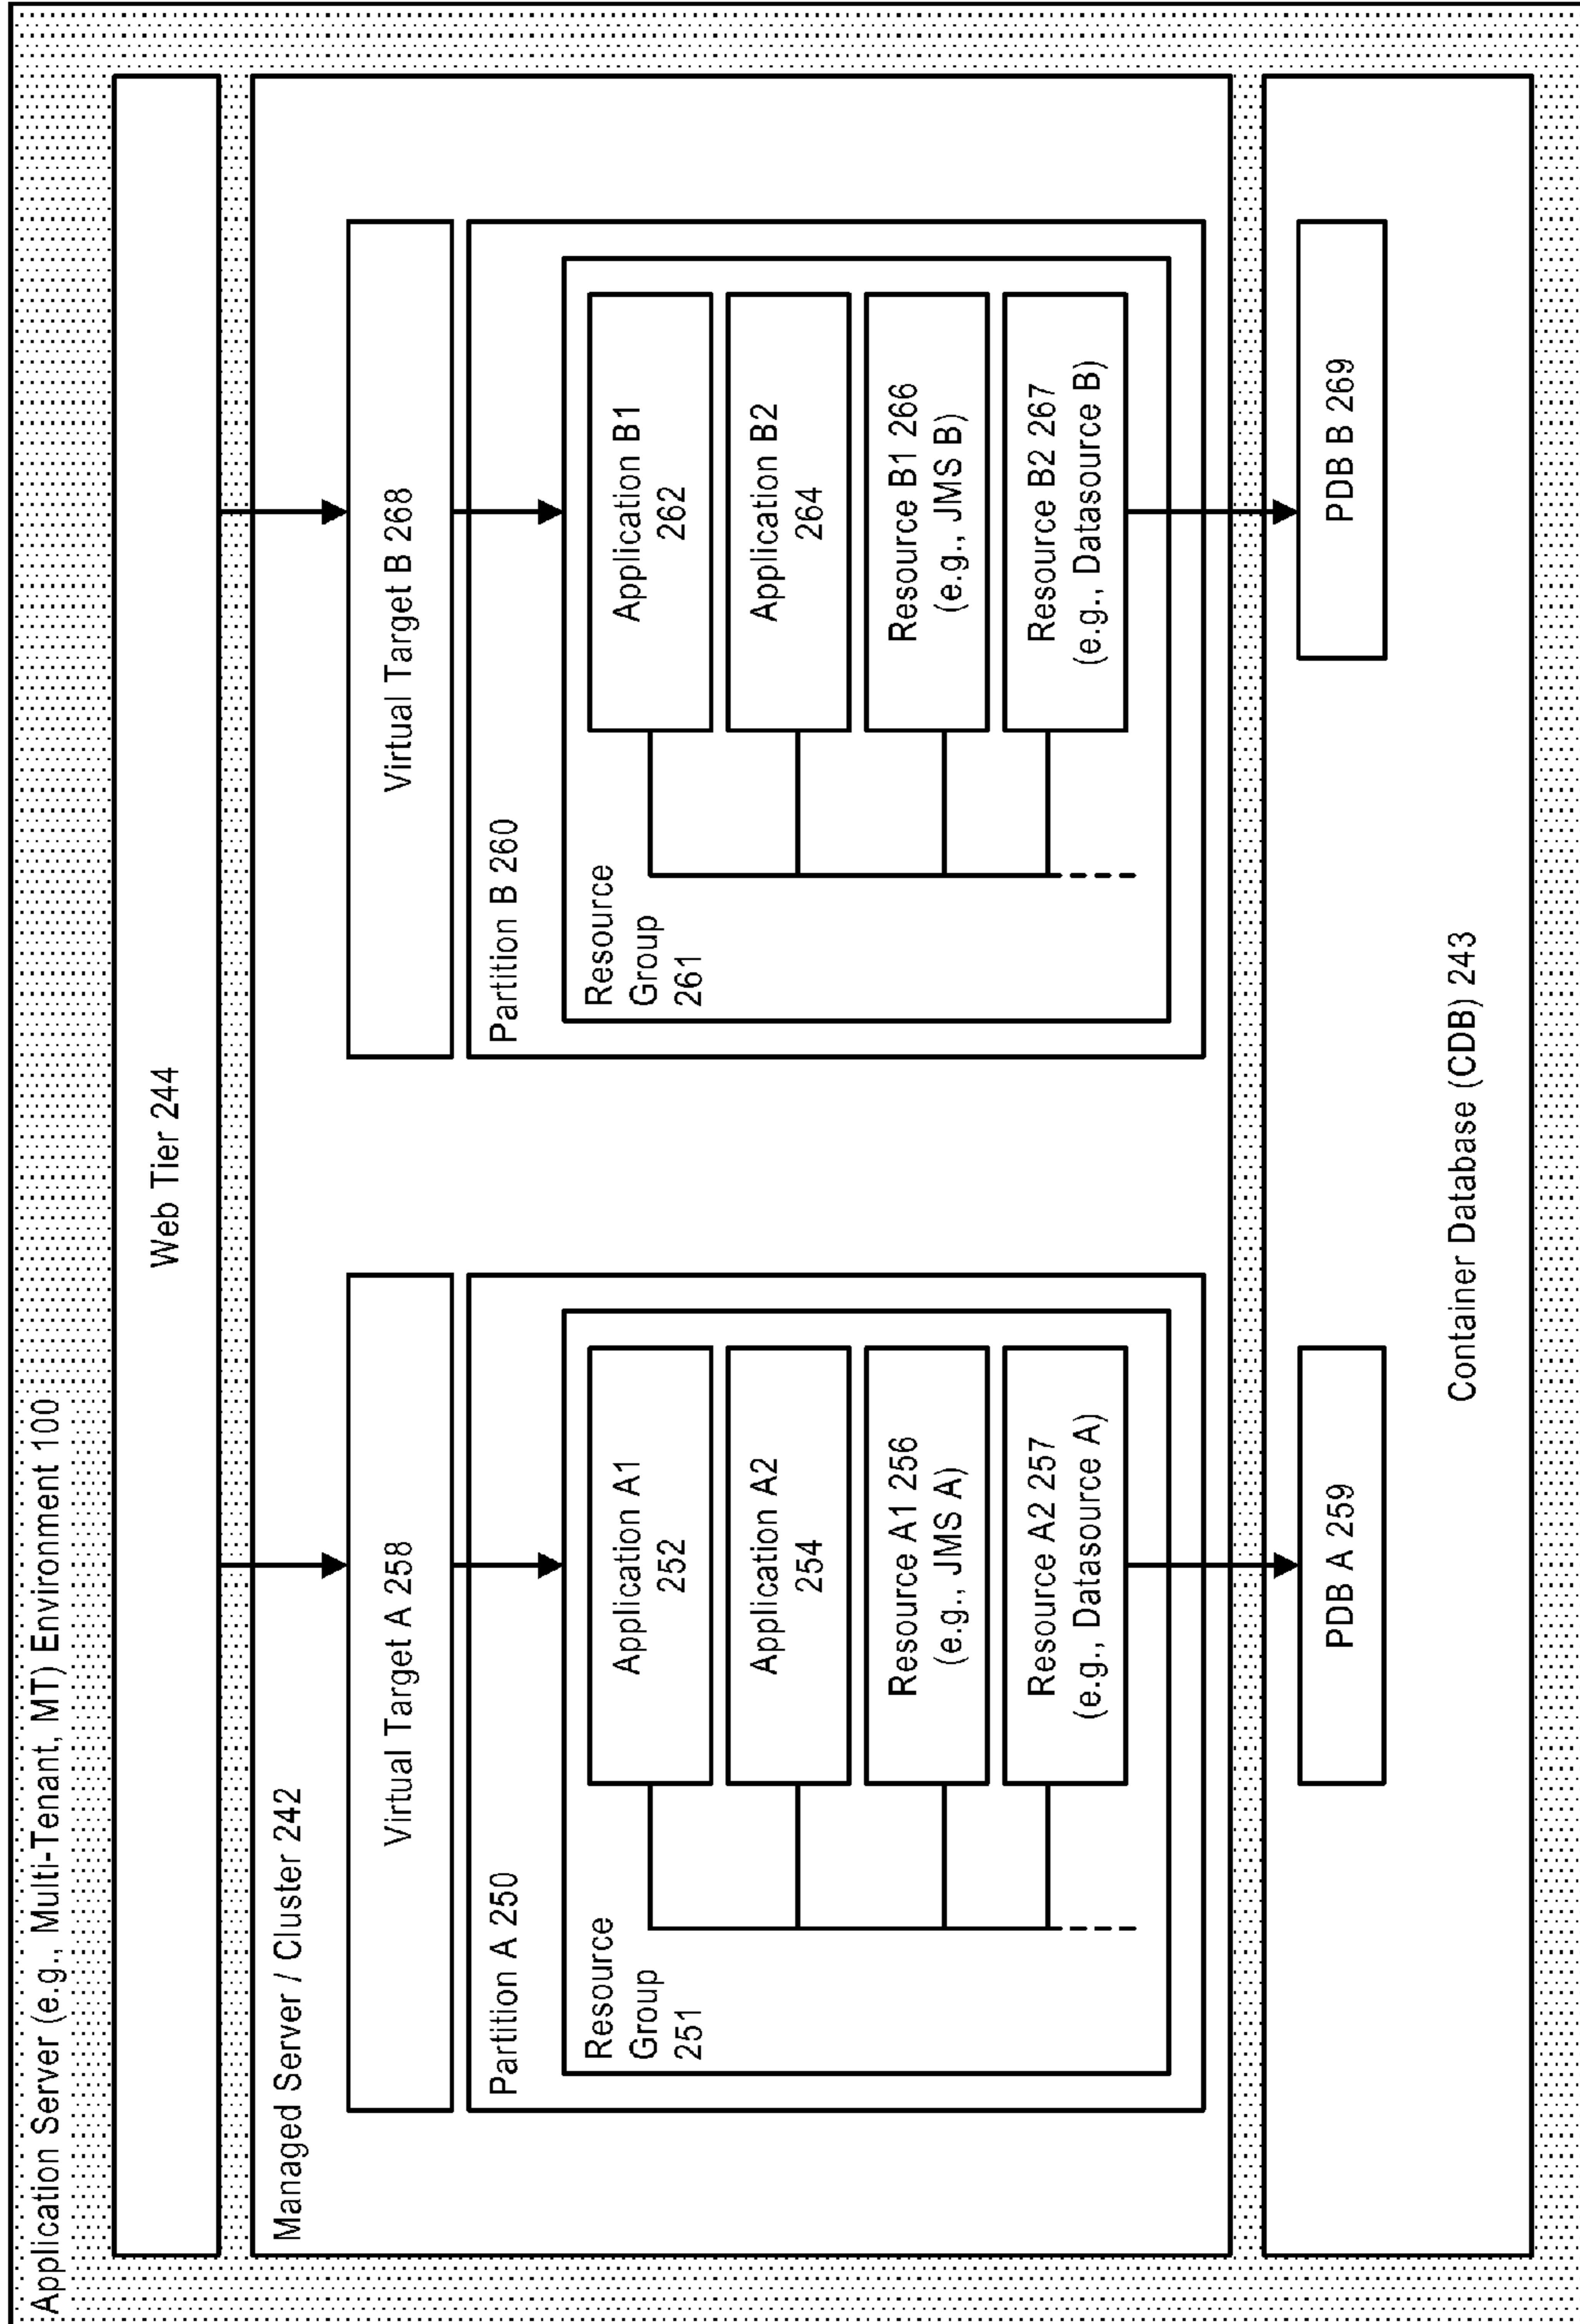 Application Server (e.g., Multi-Tenant, MT) Environment 100
Web Tier 244
Managed Server / Cluster 242
Virtual Target A 258
Partition A 250
Resource
Group
251
Application A1
252
Application A2
254
Resource A1 256
(e.g., JMS A)
Resource A2 257
(e.g., Datasource A)
Virtual Target B 268
Partition B 260
Resource
Group
261
Application B1
262
Application B2
264
Resource B1 266
(e.g., JMS B)
Resource B2 267
(e.g., Datasource B)
PDB A 259
PDB B 269
Container Database (CDB) 243